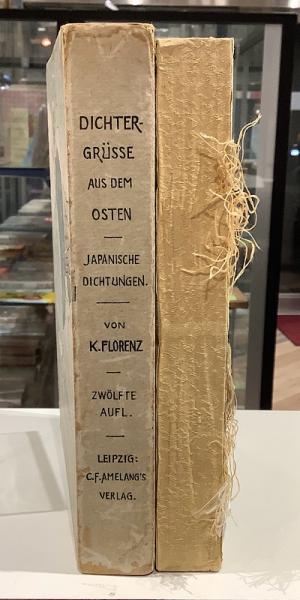 DICHTER-
GRÜSSE
AUS DEM
OSTEN
JAPANISCHE
DICHTUNGEN.
VON
K. FLORENZ
ZWÖLFTE
AUFL.
LEIPZIG:
C.F.AMELANG'S
VERLAG.